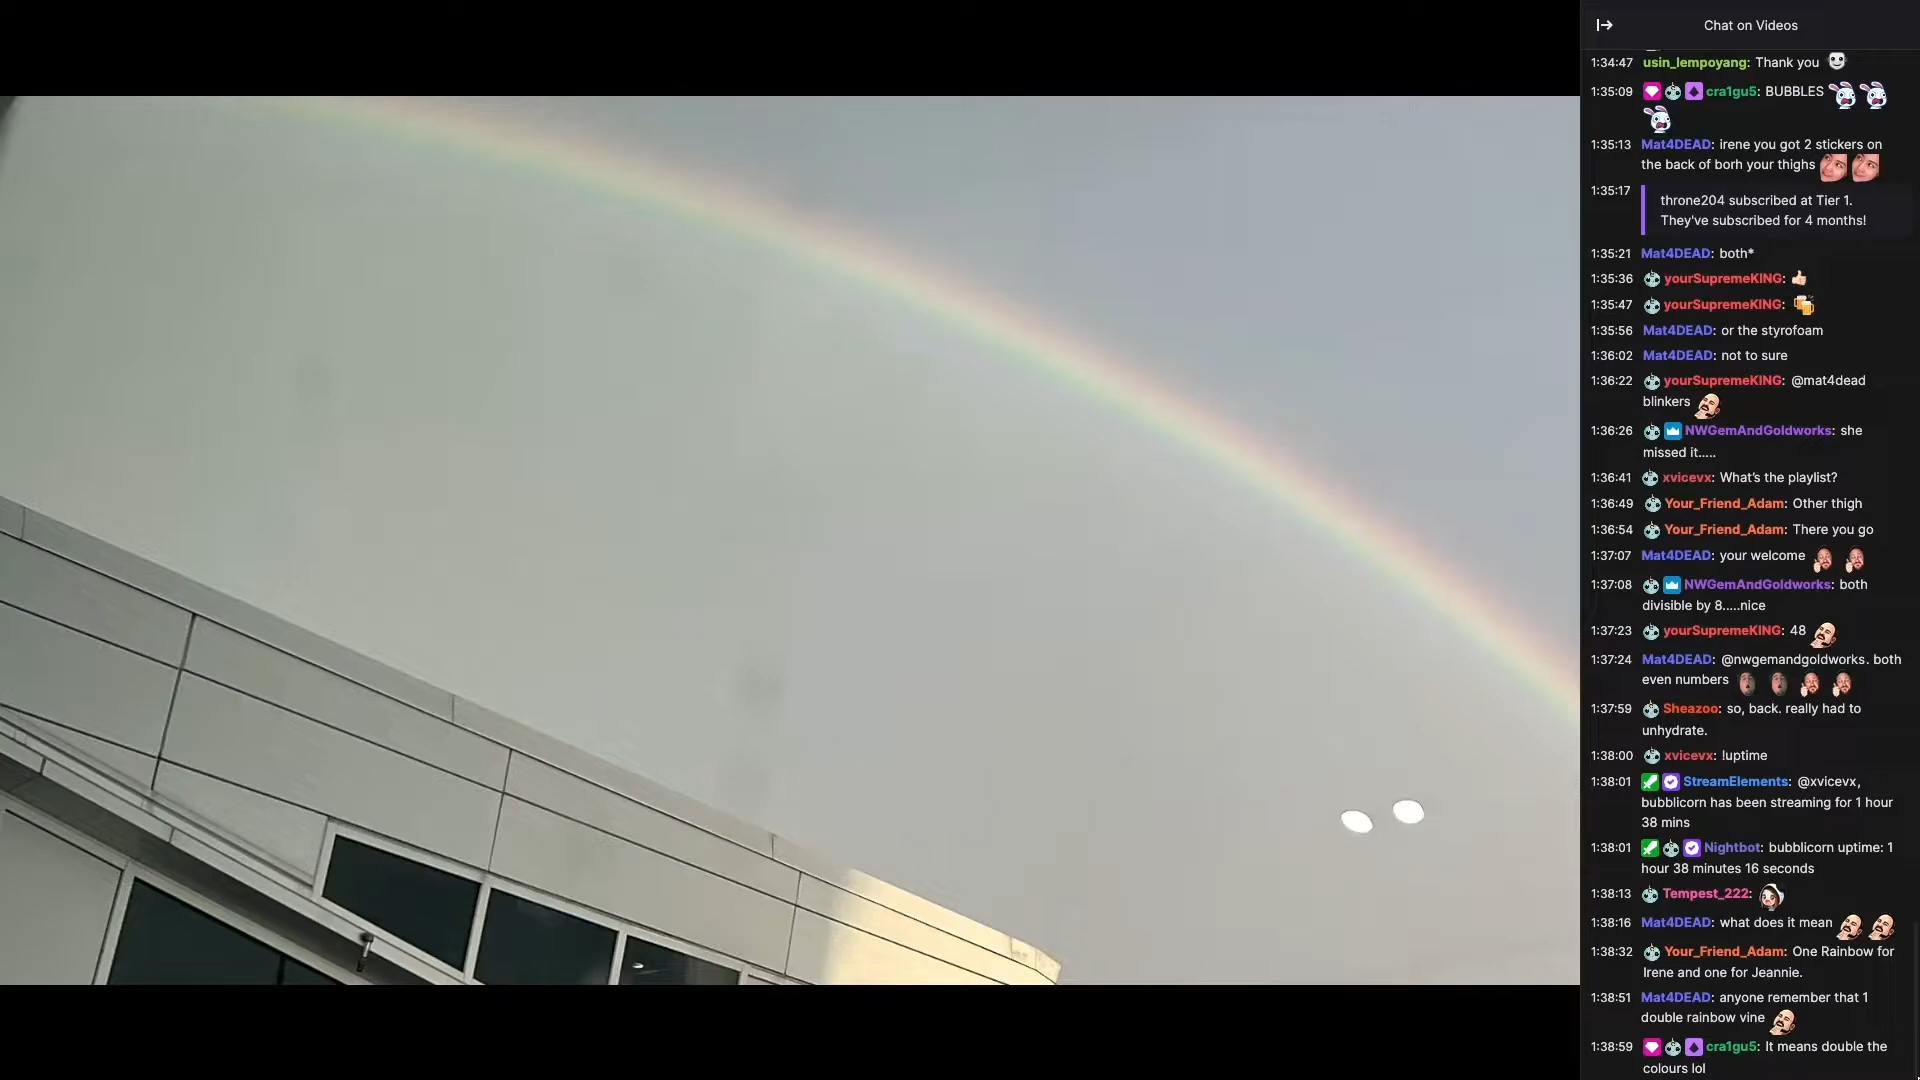 Chat on Videos
1:34:47 usin_lempoyang: Thank you
1:35:09 cra1gu5: BUBBLES
1:35:13 Mat4DEAD: irene you got 2 stickers on
the back of borh your thighs
1:35:17
throne204 subscribed at Tier 1.
They've subscribed for 4 months!
1:35:21 Mat4DEAD: both*
1:35:36 yourSupremeKING:
1:35:47 yourSupremeKING:
1:35:56 Mat4DEAD: or the styrofoam
1:36:02 Mat4DEAD: not to sure
1:36:22 yourSupremeKING: @mat4dead
blinkers
1:36:26 NWGemAndGoldworks: she
missed it.....
1:36:41 xvicevx: What's the playlist?
1:36:49 Your_Friend_Adam: Other thigh
1:36:54 Your_Friend_Adam: There you go
1:37:07 Mat4DEAD: your welcome
1:37:08 NWGemAndGoldworks: both
divisible by 8.....nice
1:37:23 yourSupremeKING: 48
1:37:24 Mat4DEAD: @nwgemandgoldworks. both
even numbers
1:37:59 Sheazoo: so, back. really had to
unhydrate.
1:38:00 xvicevx: !uptime
1:38:01 StreamElements: @xvicevx,
bubblicorn has been streaming for 1 hour
38 mins
1:38:01 Nightbot: bubblicorn uptime: 1
hour 38 minutes 16 seconds
1:38:13 Tempest_222:
1:38:16 Mat4DEAD: what does it mean
1:38:32 Your_Friend_Adam: One Rainbow for
Irene and one for Jeannie.
1:38:51 Mat4DEAD: anyone remember that 1
double rainbow vine
1:38:59 cra1gu5: It means double the
colours lol